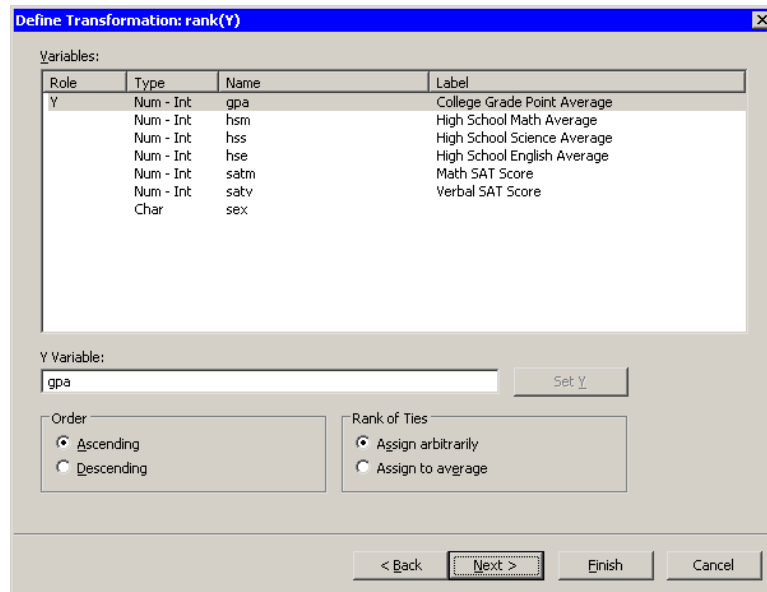 Define Transformation: rank(Y)
Variables:
Role Type Name Label
Y Num - Int gpa College Grade Point Average
Num - Int hsm High School Math Average
Num - Int hss High School Science Average
Num - Int hse High School English Average
Num - Int satm Math SAT Score
Num - Int satv Verbal SAT Score
Char sex
Y Variable:
gpa Set Y
Order Rank of Ties
Ascending Assign arbitrarily
Descending Assign to average
< Back Next > Finish Cancel